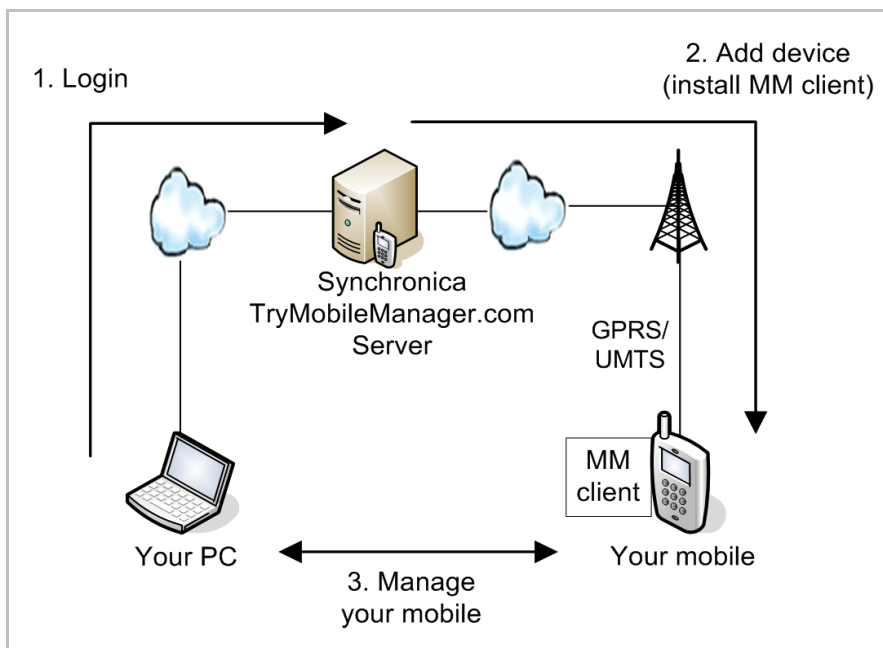 1. Login
2. Add device
(install MM client)
Synchronica
TryMobileManager.com
Server
GPRS/
UMTS
MM
client
Your PC
Your mobile
3. Manage
your mobile